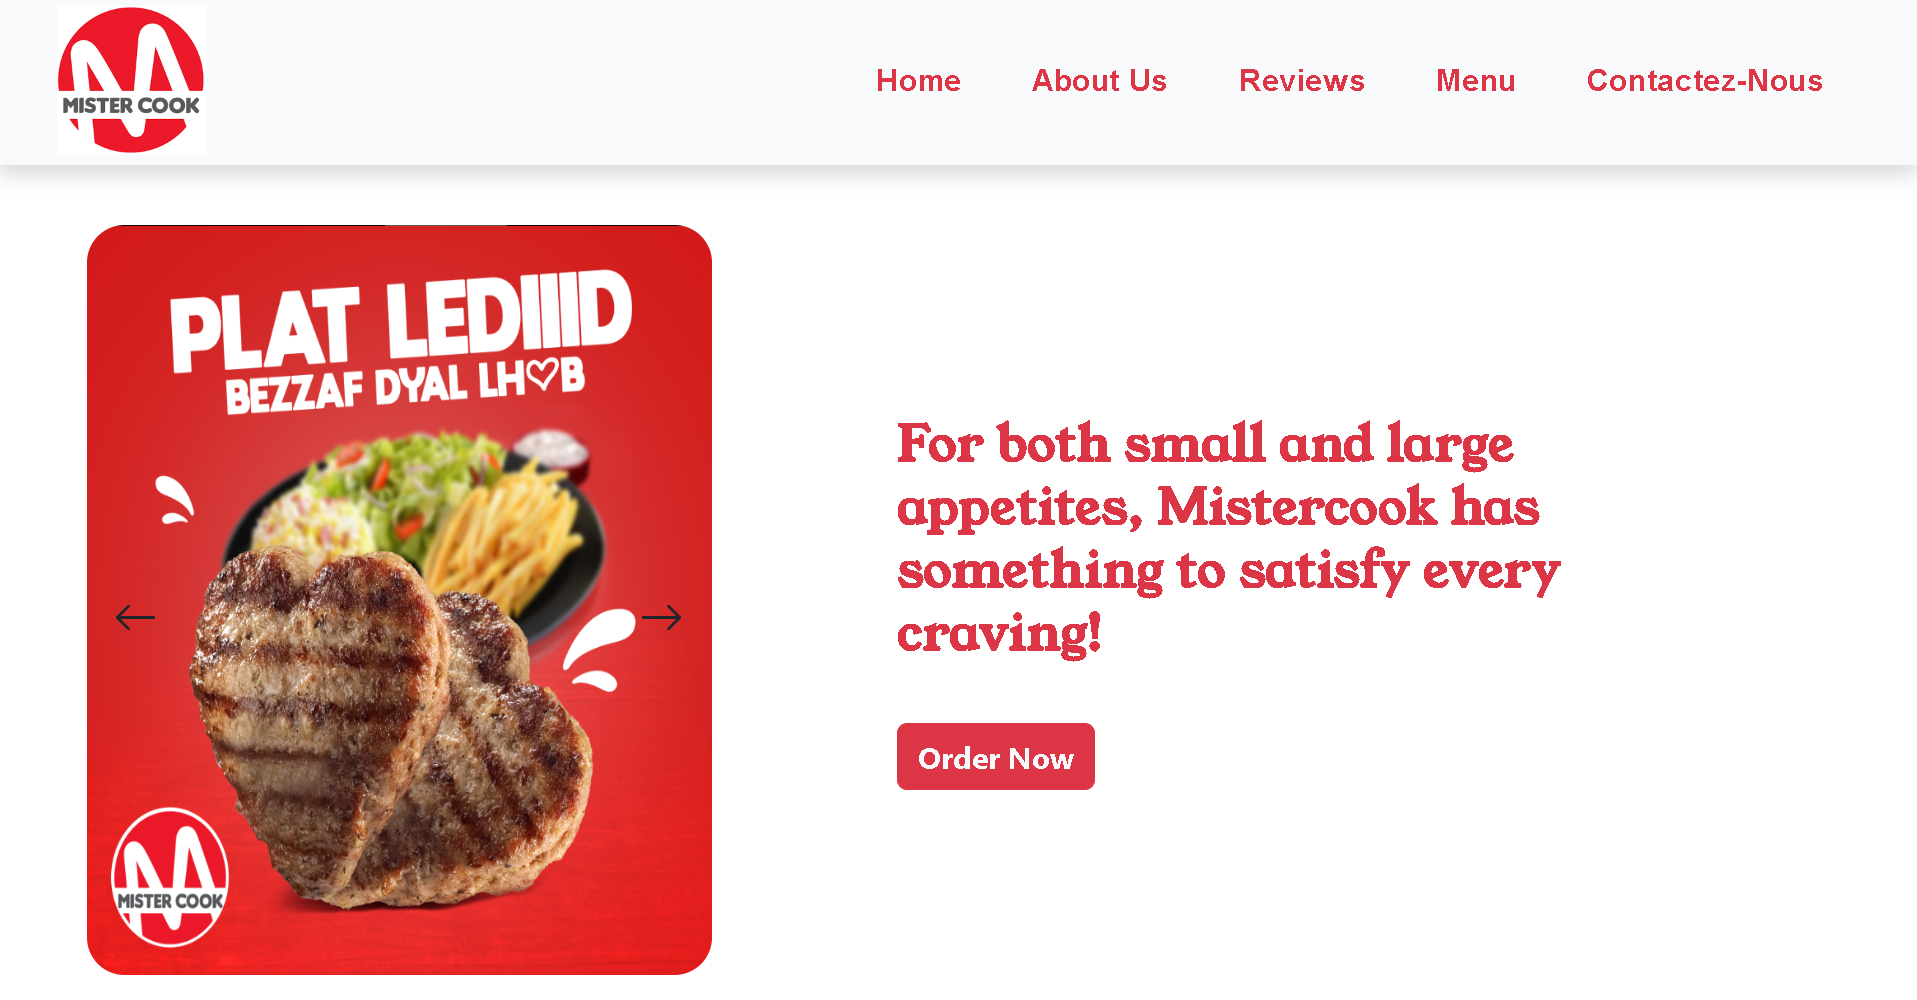 MISTER COOK
Home
About Us
Reviews
Menu
Contactez-Nous
PLAT LEDIIID
BEZZAF DYAL LH♡B
MISTER COOK
For both small and large
appetites, Mistercook has
something to satisfy every
craving!
Order Now